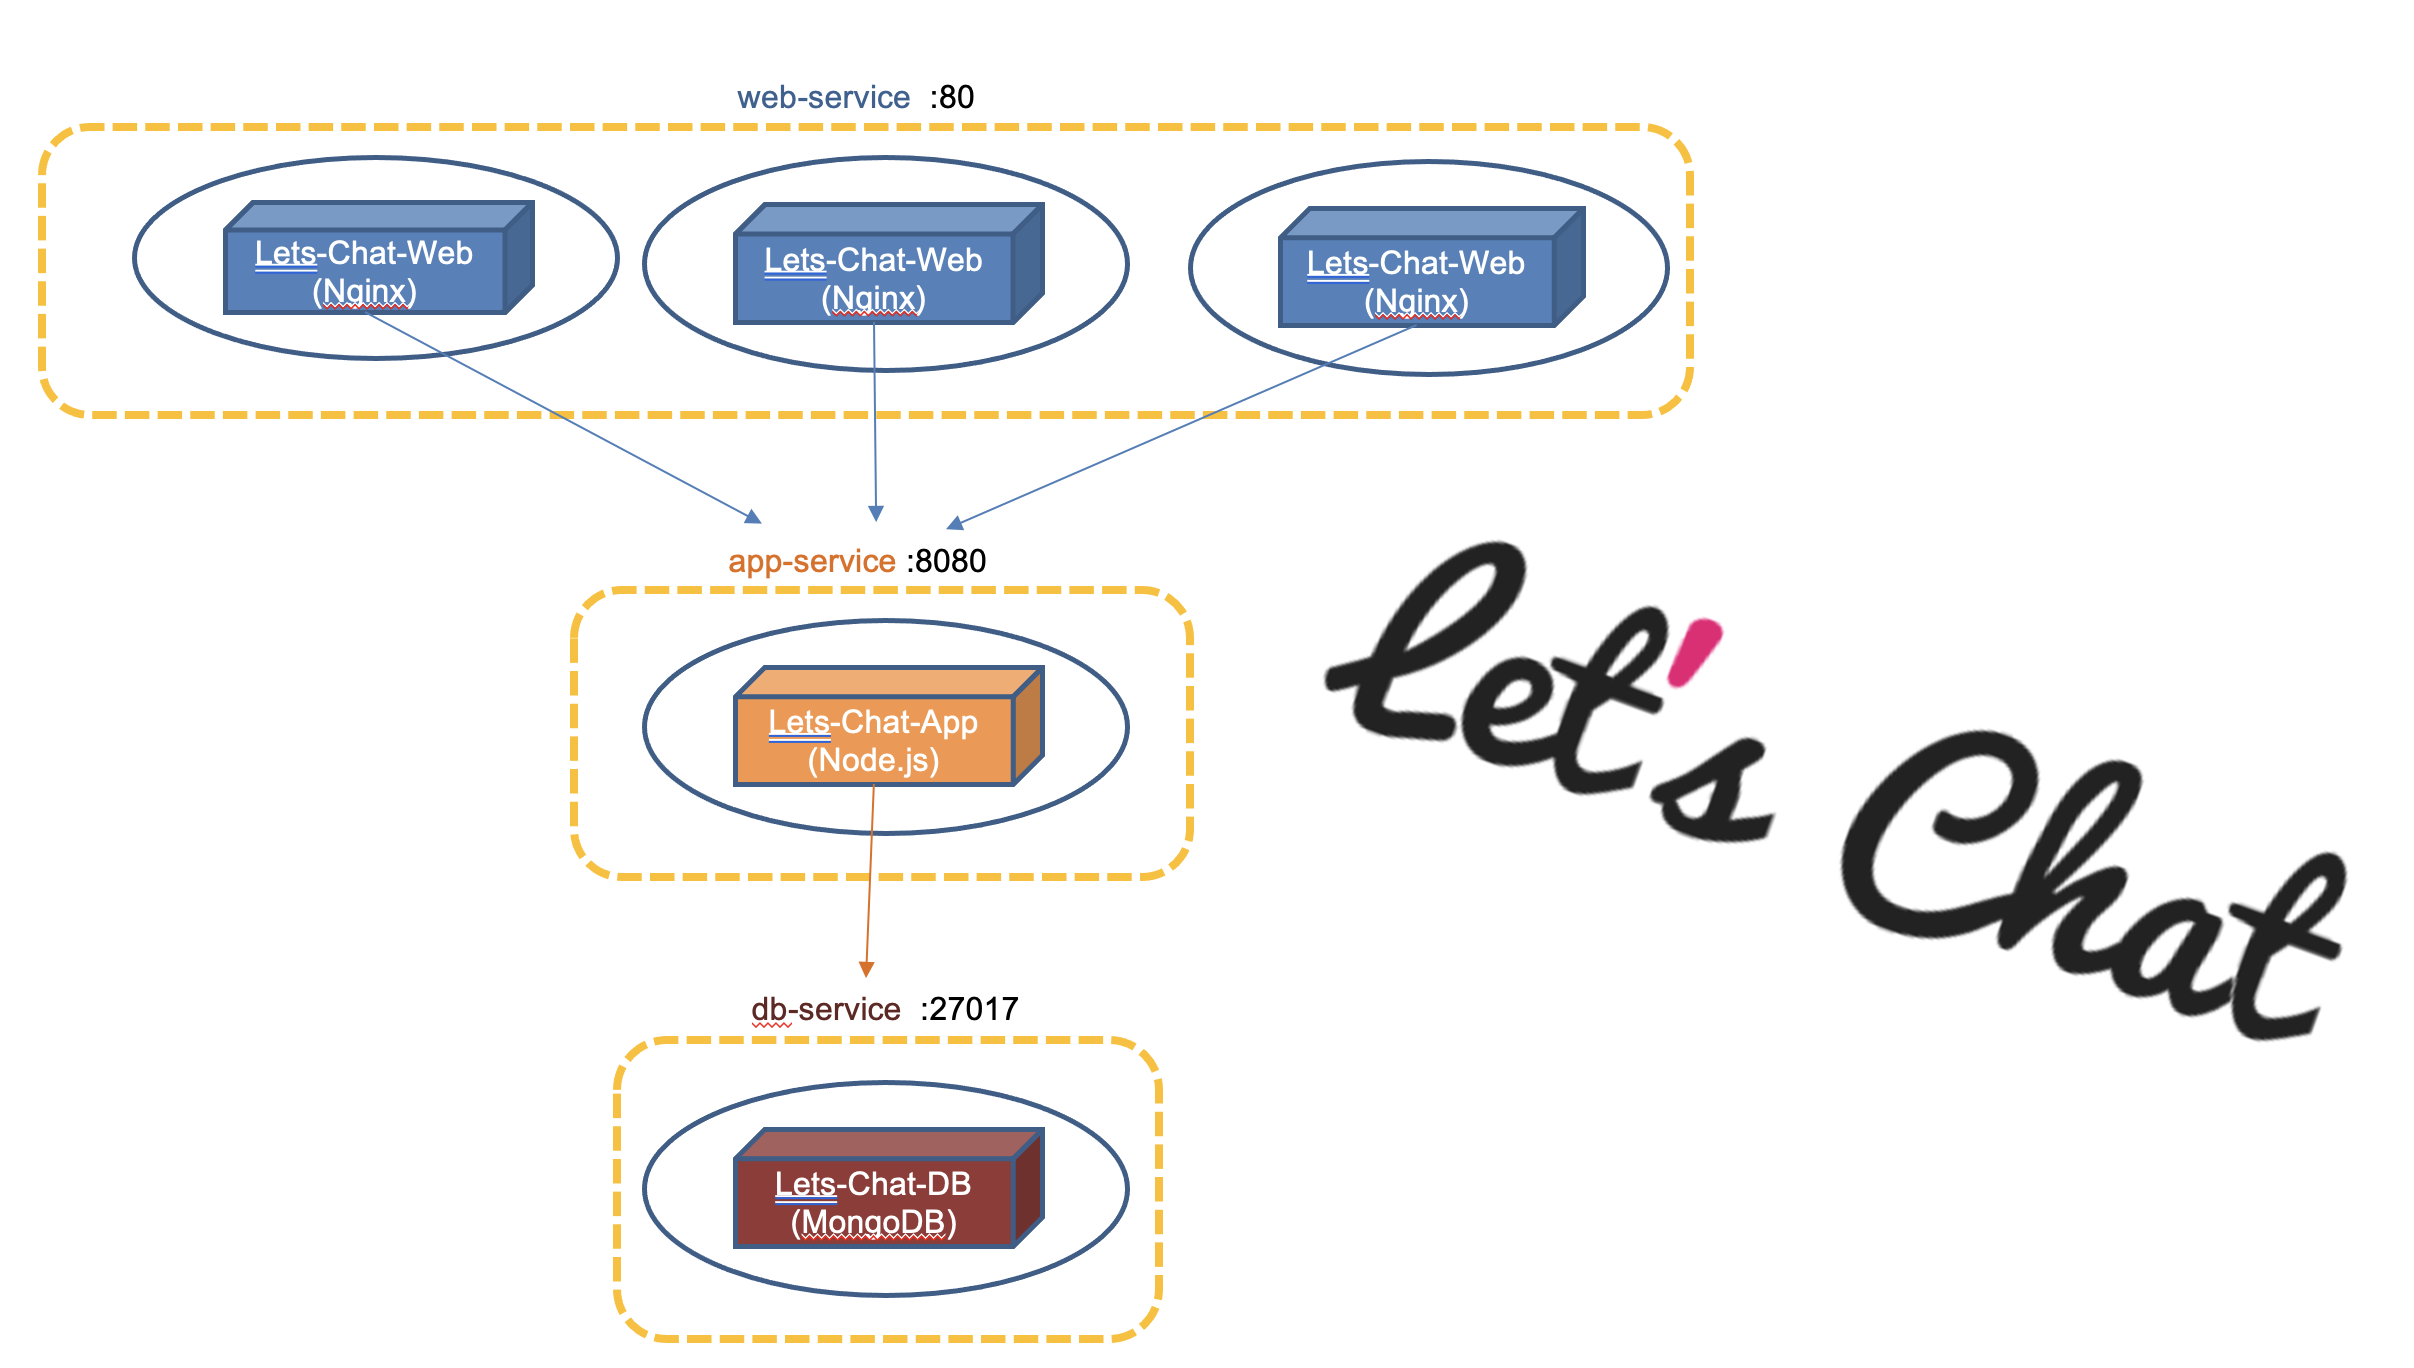 web-service :80
Lets-Chat-Web
(Nginx)
Lets-Chat-Web
(Nginx)
Lets-Chat-Web
(Nginx)
app-service :8080
Lets-Chat-App
(Node.js)
db-service :27017
Lets-Chat-DB
(MongoDB)
Let's Chat